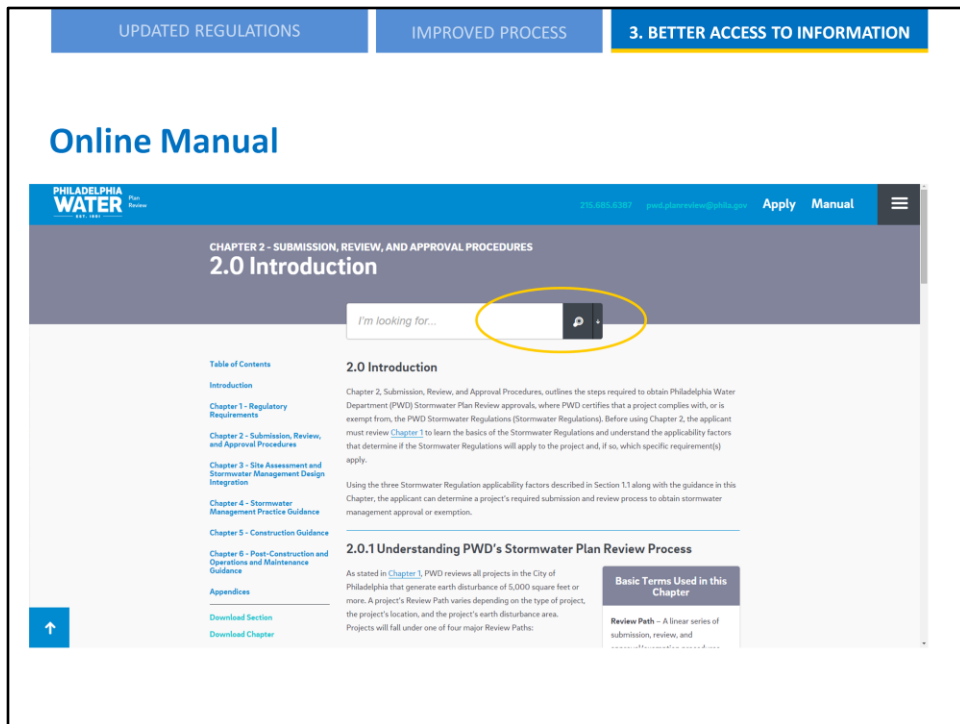 UPDATED REGULATIONS
IMPROVED PROCESS
3. BETTER ACCESS TO INFORMATION
Online Manual
PHILADELPHIA
WATER
EST. 1801
Plan
Review
215.685.6387
pwd.planreview@phila.gov
Apply
Manual
CHAPTER 2 - SUBMISSION, REVIEW, AND APPROVAL PROCEDURES
2.0 Introduction
I'm looking for...
Table of Contents
Introduction
Chapter 1 - Regulatory
Requirements
Chapter 2 - Submission, Review,
and Approval Procedures
Chapter 3 - Site Assessment and
Stormwater Management Design
Integration
Chapter 4 - Stormwater
Management Practice Guidance
Chapter 5 - Construction Guidance
Chapter 6 - Post-Construction and
Operations and Maintenance
Guidance
Appendices
Download Section
Download Chapter
2.0 Introduction
Chapter 2, Submission, Review, and Approval Procedures, outlines the steps required to obtain Philadelphia Water
Department (PWD) Stormwater Plan Review approvals, where PWD certifies that a project complies with, or is
exempt from, the PWD Stormwater Regulations (Stormwater Regulations). Before using Chapter 2, the applicant
must review Chapter 1 to learn the basics of the Stormwater Regulations and understand the applicability factors
that determine if the Stormwater Regulations will apply to the project and, if so, which specific requirement(s)
apply.
Using the three Stormwater Regulation applicability factors described in Section 1.1 along with the guidance in this
Chapter, the applicant can determine a project's required submission and review process to obtain stormwater
management approval or exemption.
2.0.1 Understanding PWD's Stormwater Plan Review Process
As stated in Chapter 1, PWD reviews all projects in the City of
Philadelphia that generate earth disturbance of 5,000 square feet or
more. A project's Review Path varies depending on the type of project,
the project's location, and the project's earth disturbance area.
Projects will fall under one of four major Review Paths:
Basic Terms Used in this
Chapter
Review Path – A linear series of
submission, review, and